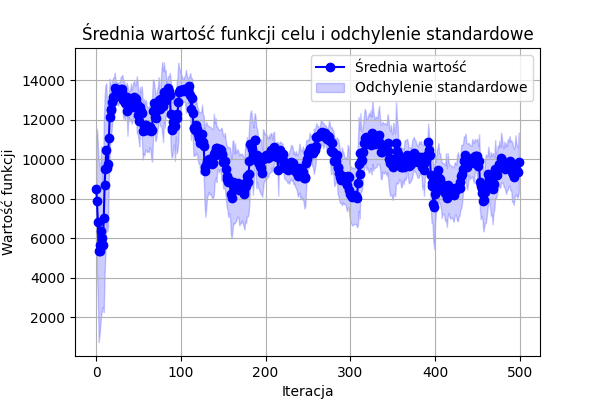 Średnia wartość funkcji celu i odchylenie standardowe
Średnia wartość
Odchylenie standardowe
Wartość funkcji
14000
12000
10000
8000
6000
4000
2000
0 100 200 300 400 500
Iteracja